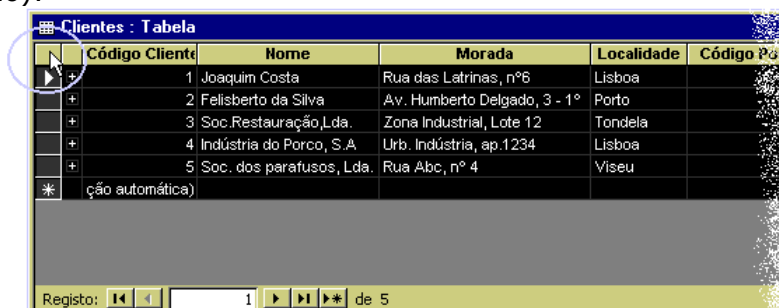 Clientes : Tabela
Código Cliente Nome Morada Localidade Código
1 Joaquim Costa Rua das Latrinas, nº6 Lisboa
2 Felisberto da Silva Av. Humberto Delgado, 3 - 1º Porto
3 Soc.Restauração,Lda. Zona Industrial, Lote 12 Tondela
4 Indústria do Porco, S.A Urb. Indústria, ap.1234 Lisboa
5 Soc. dos parafusos, Lda. Rua Abc, nº 4 Viseu
ção automática)
Registo: 1 de 5